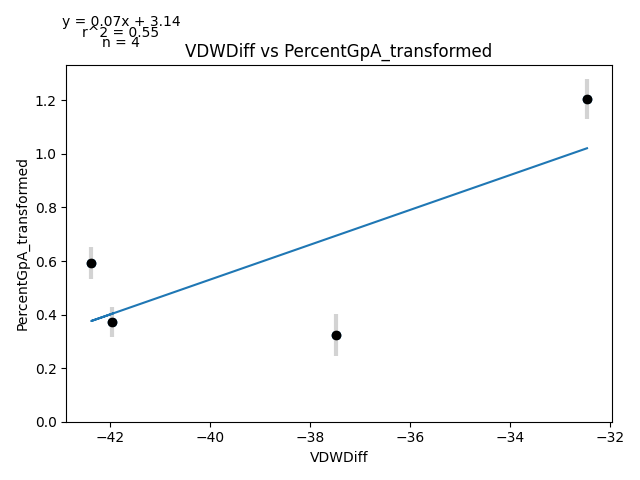 y = 0.07x + 3.14
r^2 = 0.55
n = 4
VDWDiff vs PercentGpA_transformed
PercentGpA_transformed
1.2
1.0
0.8
0.6
0.4
0.2
0.0
−42 −40 −38 −36 −34 −32
VDWDiff